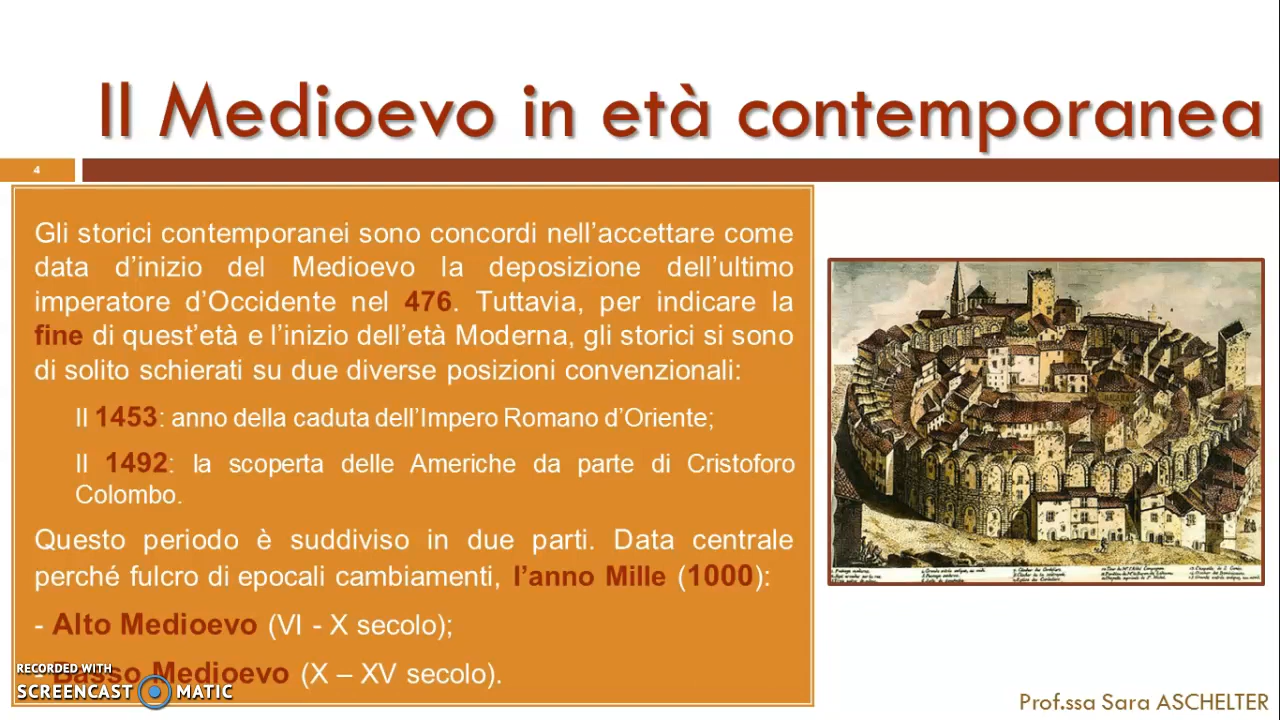 Il Medioevo in età contemporanea
4
Gli storici contemporanei sono concordi nell’accettare come
data d’inizio del Medioevo la deposizione dell’ultimo
imperatore d’Occidente nel 476. Tuttavia, per indicare la
fine di quest’età e l’inizio dell’età Moderna, gli storici si sono
di solito schierati su due diverse posizioni convenzionali:
Il 1453: anno della caduta dell’Impero Romano d’Oriente;
Il 1492: la scoperta delle Americhe da parte di Cristoforo
Colombo.
Questo periodo è suddiviso in due parti. Data centrale
perché fulcro di epocali cambiamenti, l’anno Mille (1000):
- Alto Medioevo (VI - X secolo);
- Basso Medioevo (X – XV secolo).
RECORDED WITH
SCREENCAST MATIC
Prof.ssa Sara ASCHELTER